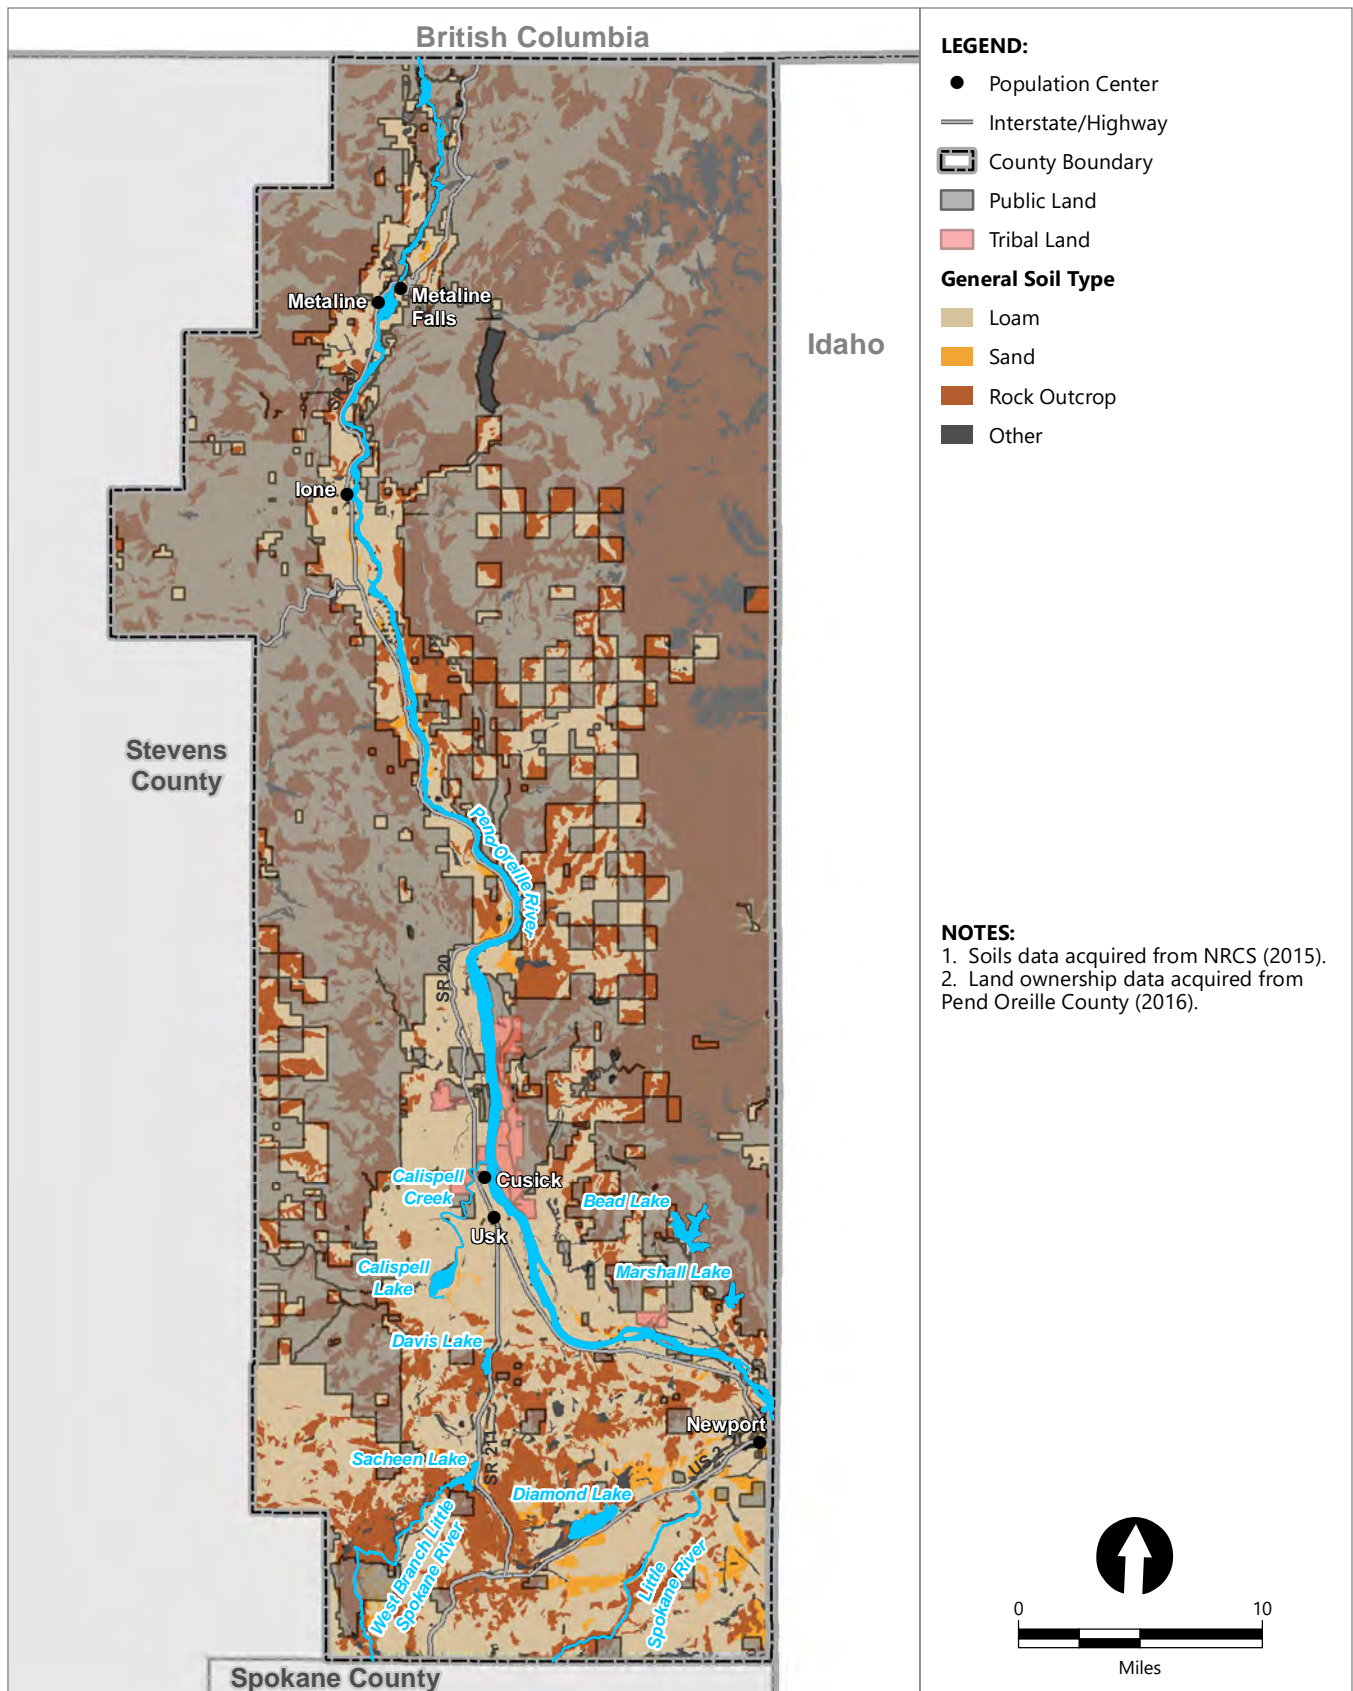 British Columbia
Idaho
Stevens
County
Spokane County
Metaline
Metaline
Falls
Ione
Pend Oreille River
SR 20
Calispell
Creek
Cusick
Usk
Bead Lake
Calispell
Lake
Marshall Lake
Davis Lake
Newport
US 2
Sacheen Lake
SR 211
Diamond Lake
West Branch Little
Spokane River
Little
Spokane River
LEGEND:
Population Center
Interstate/Highway
County Boundary
Public Land
Tribal Land
General Soil Type
Loam
Sand
Rock Outcrop
Other
NOTES:
1. Soils data acquired from NRCS (2015).
2. Land ownership data acquired from
Pend Oreille County (2016).
0 10
Miles